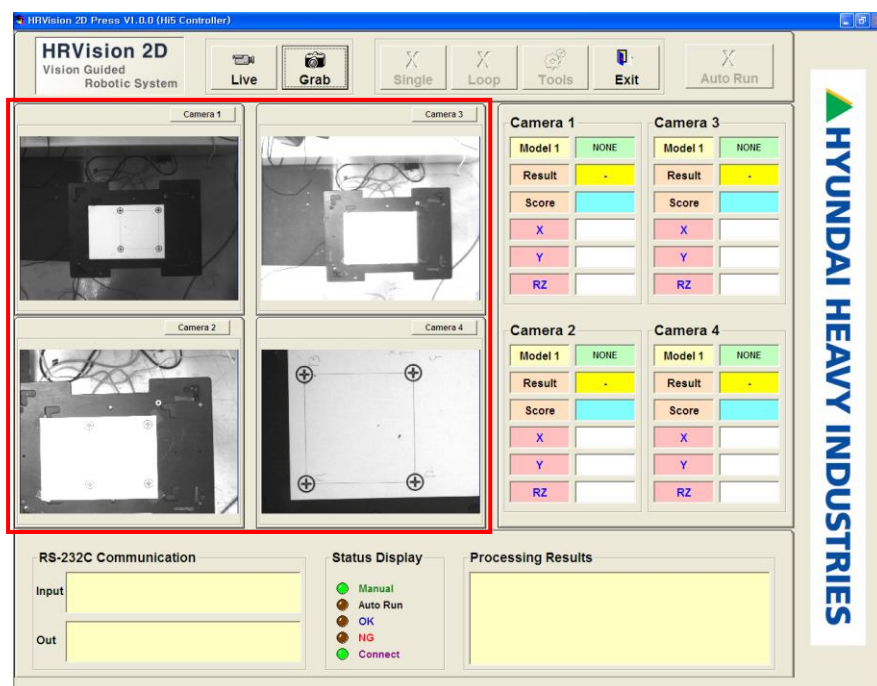 HRVision 2D Press V1.0.0 (Hi5 Controller)
HRVision 2D
Vision Guided
Robotic System
Live
Grab
Single
Loop
Tools
Exit
Auto Run
Camera 1
Camera 3
Camera 2
Camera 4
Camera 1
Model 1 NONE
Result -
Score
X
Y
RZ
Camera 3
Model 1 NONE
Result -
Score
X
Y
RZ
Camera 2
Model 1 NONE
Result -
Score
X
Y
RZ
Camera 4
Model 1 NONE
Result -
Score
X
Y
RZ
RS-232C Communication
Input
Out
Status Display
Manual
Auto Run
OK
NG
Connect
Processing Results
HYUNDAI HEAVY INDUSTRIES